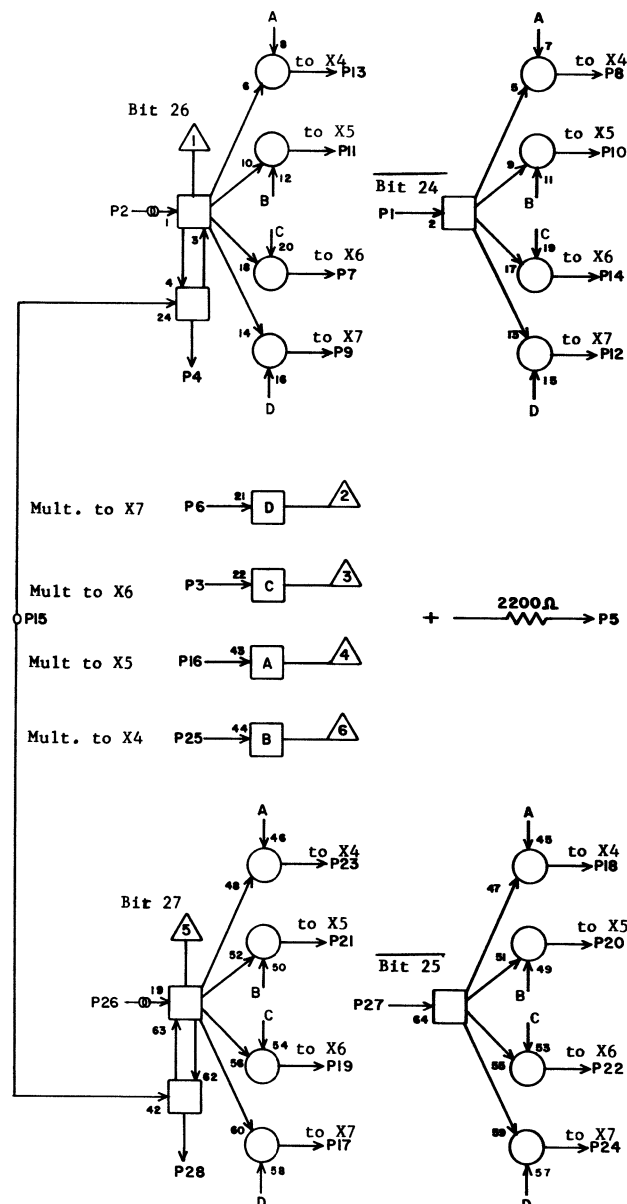 A
8
to X4
P13
6
Bit 26
1
to X5
P11
10
12
B
P2
1
3
C
20
to X6
P7
18
4
24
P4
14
to X7
P9
16
D
A
7
to X4
P8
5
to X5
P10
9
11
B
Bit 24
P1
2
C
19
to X6
P14
17
13
to X7
P12
15
D
Mult. to X7
P6
21
D
2
Mult to X6
P3
22
C
3
P15
+
2200Ω
P5
Mult to X5
P16
43
A
4
Mult. to X4
P25
44
B
6
A
46
to X4
P23
48
Bit 27
5
to X5
P21
52
50
B
P26
19
63
C
54
to X6
P19
56
62
42
P28
60
to X7
P17
58
D
A
45
to X4
P18
47
to X5
P20
51
49
B
Bit 25
P27
64
C
53
to X6
P22
55
59
to X7
P24
57
D